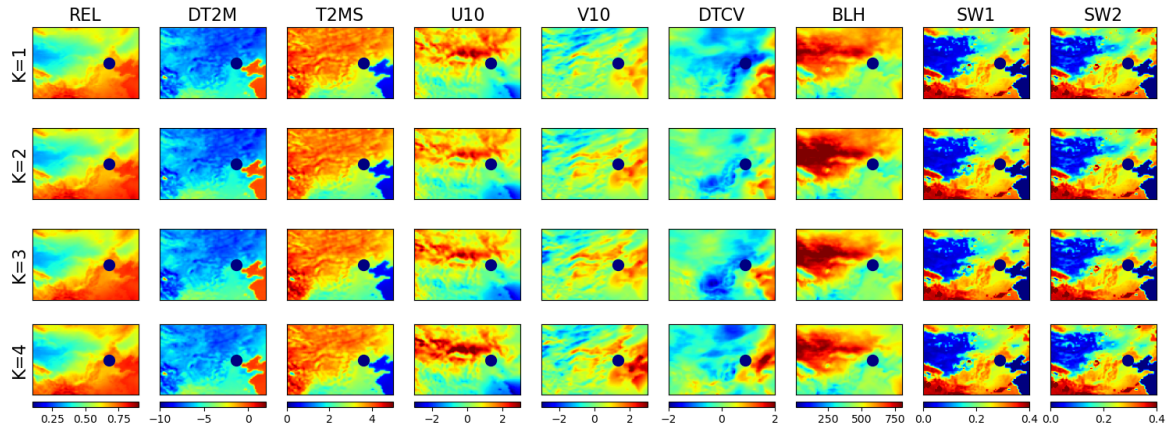 REL DT2M T2MS U10 V10 DTCV BLH SW1 SW2
K=1
K=2
K=3
K=4
0.25 0.50 0.75 −10 −5 0 0 2 4 −2 0 2 −2 0 2 −2 0 2 250 500 750 0.0 0.2 0.4 0.0 0.2 0.4